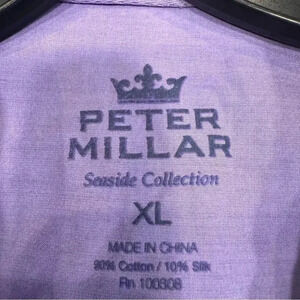 PETER
MILLAR
Seaside Collection
XL
MADE IN CHINA
90% Cotton / 10% Silk
Rn 100308